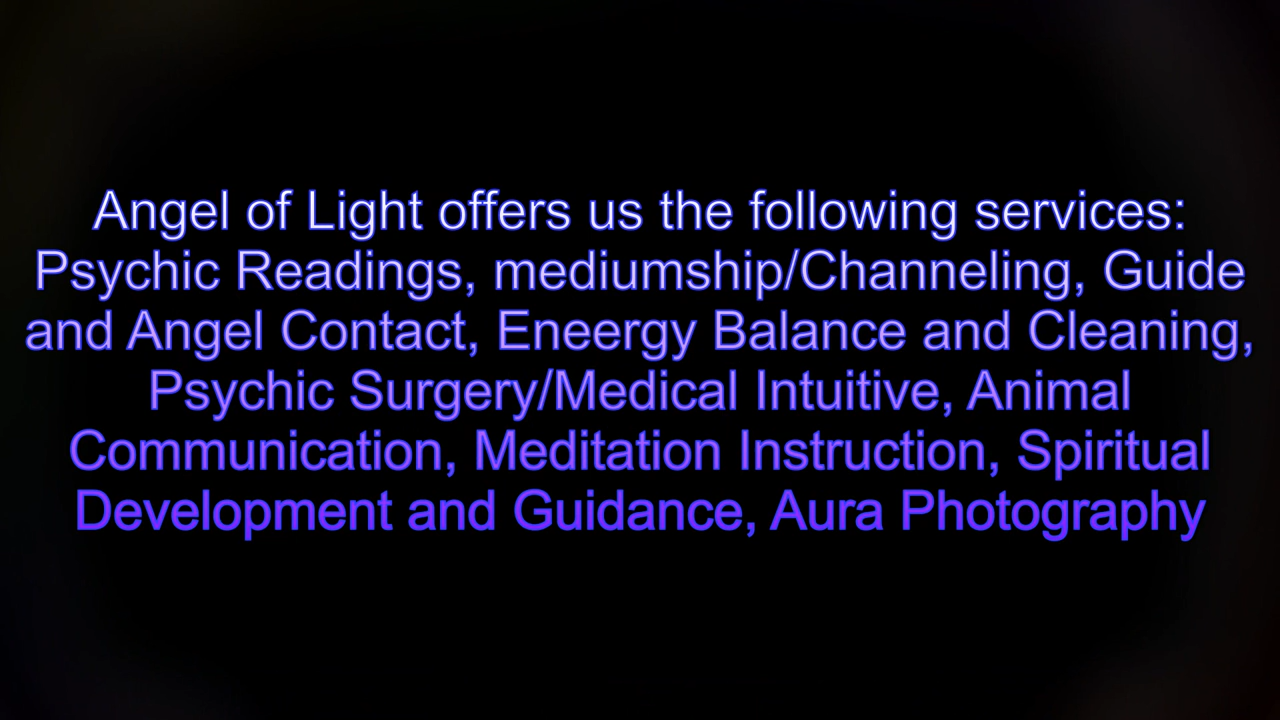 Angel of Light offers us the following services:
Psychic Readings, mediumship/Channeling, Guide
and Angel Contact, Eneergy Balance and Cleaning,
Psychic Surgery/Medical Intuitive, Animal
Communication, Meditation Instruction, Spiritual
Development and Guidance, Aura Photography